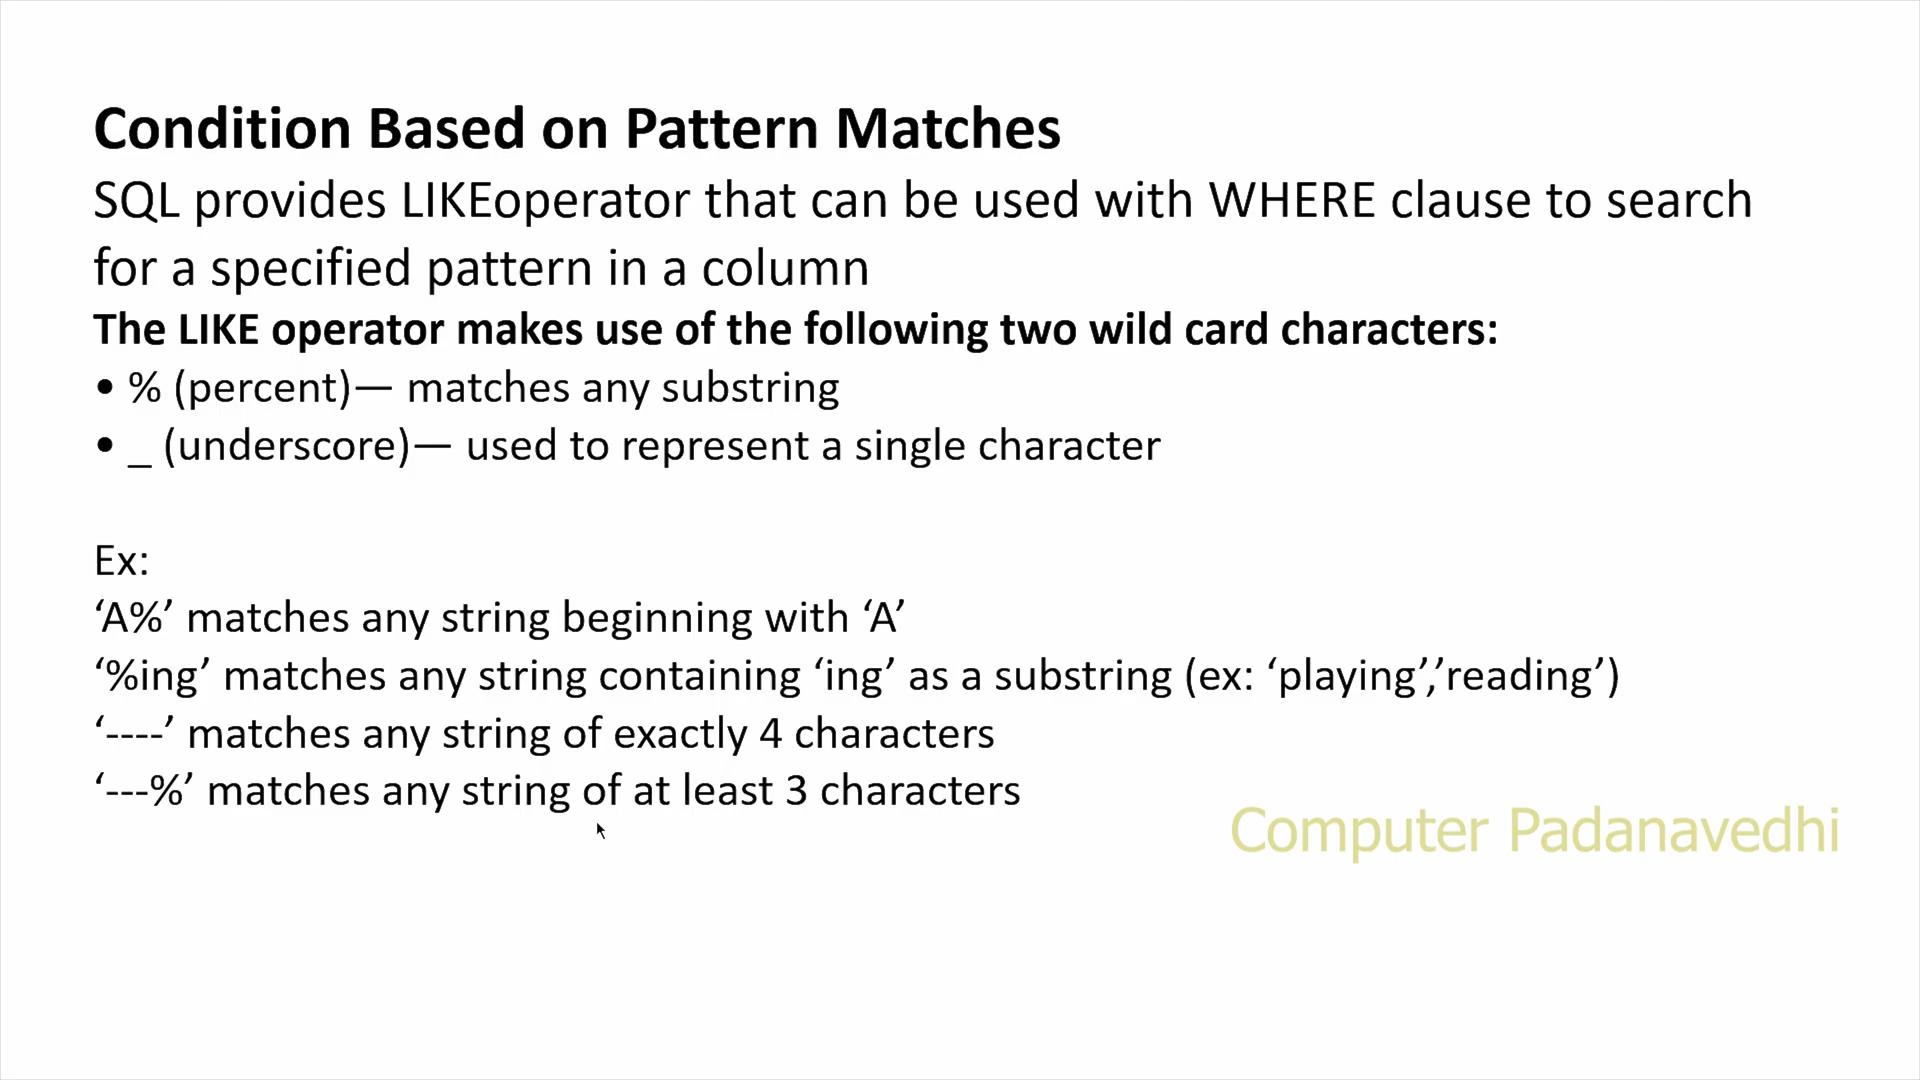 Condition Based on Pattern Matches
SQL provides LIKEoperator that can be used with WHERE clause to search
for a specified pattern in a column
The LIKE operator makes use of the following two wild card characters:
• % (percent)— matches any substring
• _ (underscore)— used to represent a single character
Ex:
‘A%’ matches any string beginning with ‘A’
‘%ing’ matches any string containing ‘ing’ as a substring (ex: ‘playing’,’reading’)
‘----’ matches any string of exactly 4 characters
‘---%’ matches any string of at least 3 characters
Computer Padanavedhi